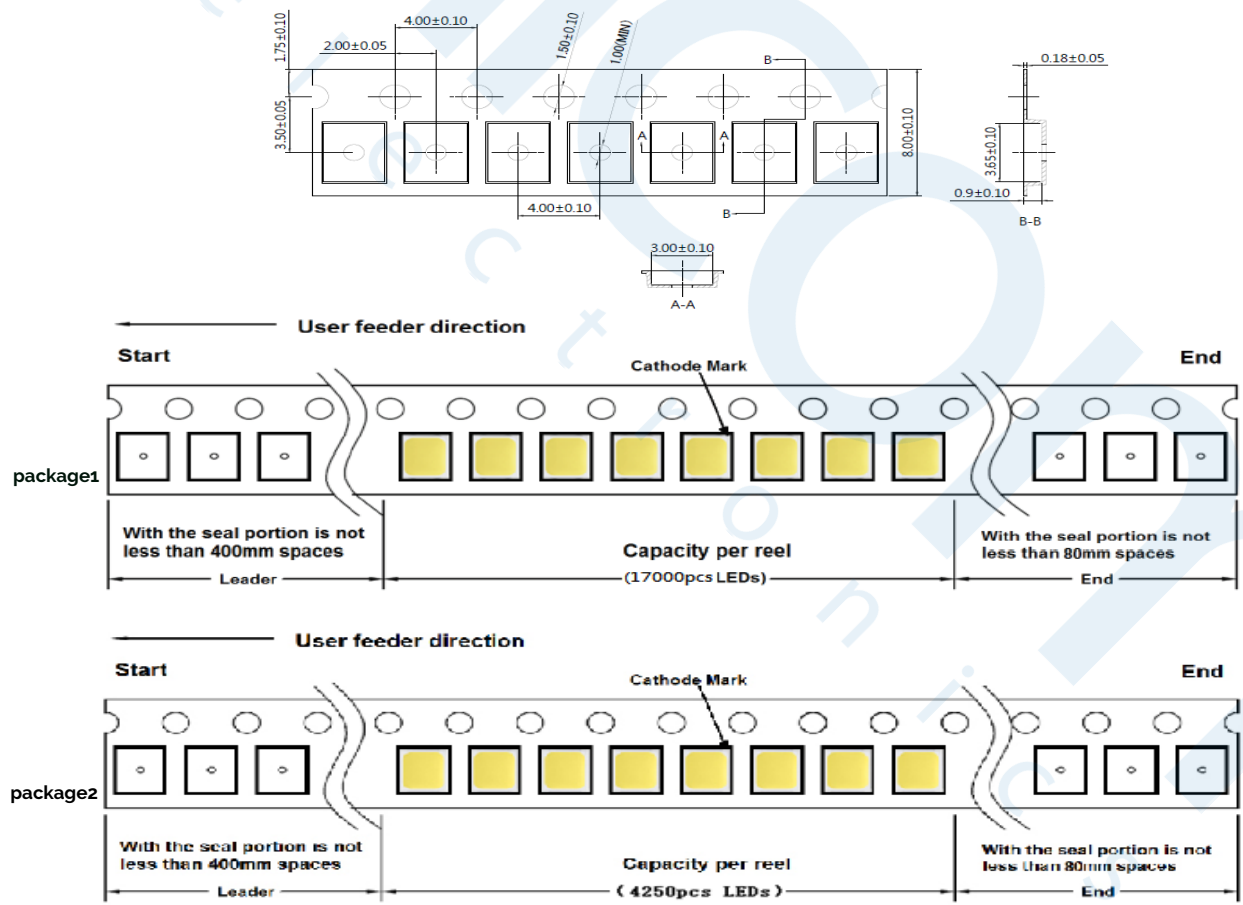 4.00±0.10
1.75±0.10
2.00±0.05
1.50±0.10
1.00(MIN)
B
0.18±0.05
3.50±0.05
A
A
8.00±0.10
3.65±0.10
0.9±0.10
4.00±0.10
B
B-B
3.00±0.10
A-A
User feeder direction
Start
End
Cathode Mark
package1
With the seal portion is not
less than 400mm spaces
Capacity per reel
With the seal portion is not
less than 80mm spaces
Leader
(17000pcs LEDs)
End
User feeder direction
Start
End
Cathode Mark
package2
With the seal portion is not
less than 400mm spaces
Capacity per reel
With the seal portion is not
less than 80mm spaces
Leader
(4250pcs LEDs)
End